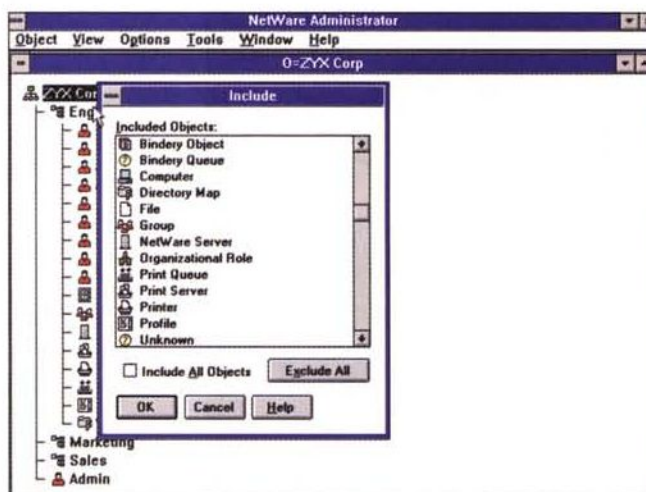 NetWare Administrator
Object View Options Tools Window Help
O=ZYX Corp
ZYX Cor
Eng
Include
Included Objects:
Bindery Object
Bindery Queue
Computer
Directory Map
File
Group
NetWare Server
Organizational Role
Print Queue
Print Server
Printer
Profile
Unknown
Include All Objects
Exclude All
OK Cancel Help
Marketing
Sales
Admin